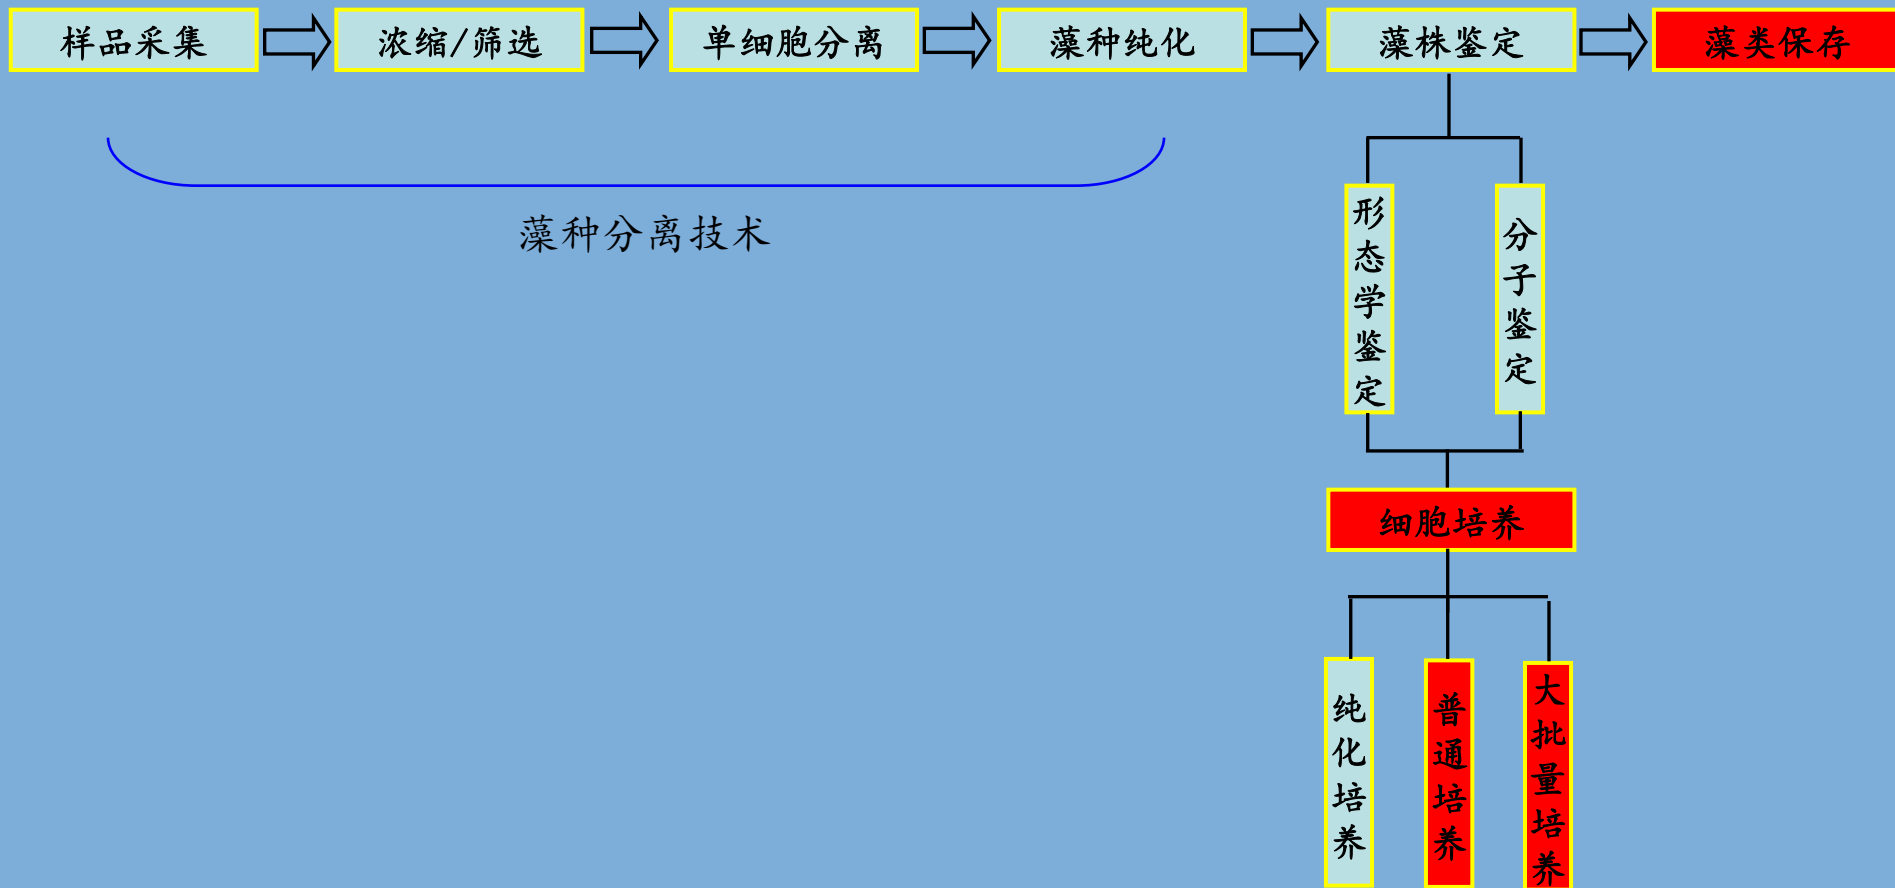 样品采集
浓缩/筛选
单细胞分离
藻种纯化
藻株鉴定
藻类保存
藻种分离技术
形态学鉴定
分子鉴定
细胞培养
纯化培养
普通培养
大批量培养